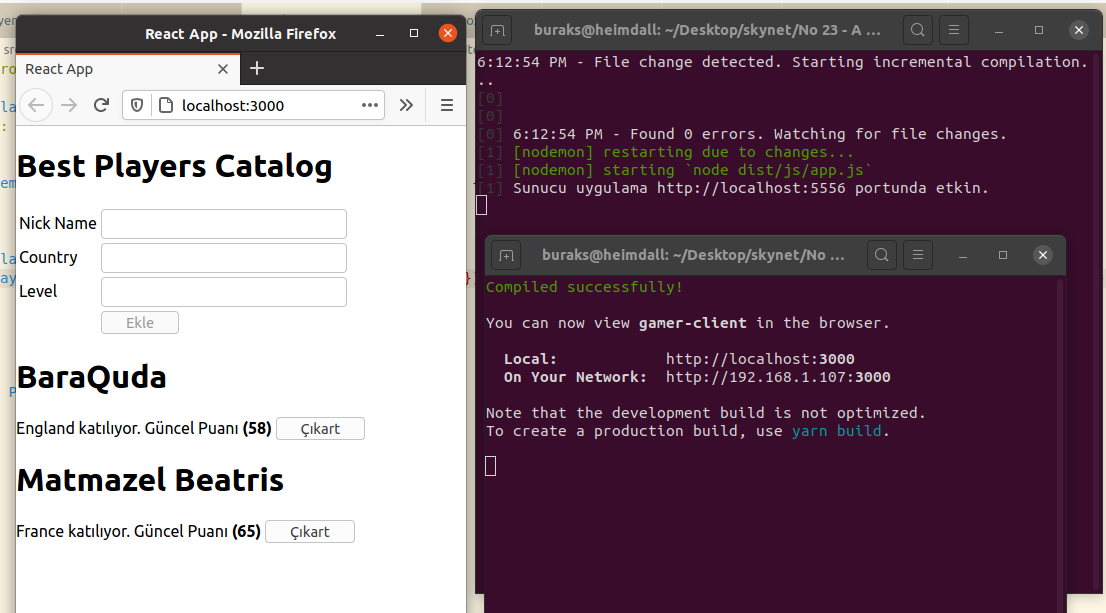 React App - Mozilla Firefox
React App
localhost:3000
Best Players Catalog
Nick Name
Country
Level
Ekle
BaraQuda
England katılıyor. Güncel Puanı (58) Çıkart
Matmazel Beatris
France katılıyor. Güncel Puanı (65) Çıkart
buraks@heimdall: ~/Desktop/skynet/No 23 - A ...
6:12:54 PM - File change detected. Starting incremental compilation.
..
[0]
[0]
[0] 6:12:54 PM - Found 0 errors. Watching for file changes.
[1] [nodemon] restarting due to changes...
[1] [nodemon] starting `node dist/js/app.js`
[1] Sunucu uygulama http://localhost:5556 portunda etkin.
buraks@heimdall: ~/Desktop/skynet/No ...
Compiled successfully!
You can now view gamer-client in the browser.
Local: http://localhost:3000
On Your Network: http://192.168.1.107:3000
Note that the development build is not optimized.
To create a production build, use yarn build.